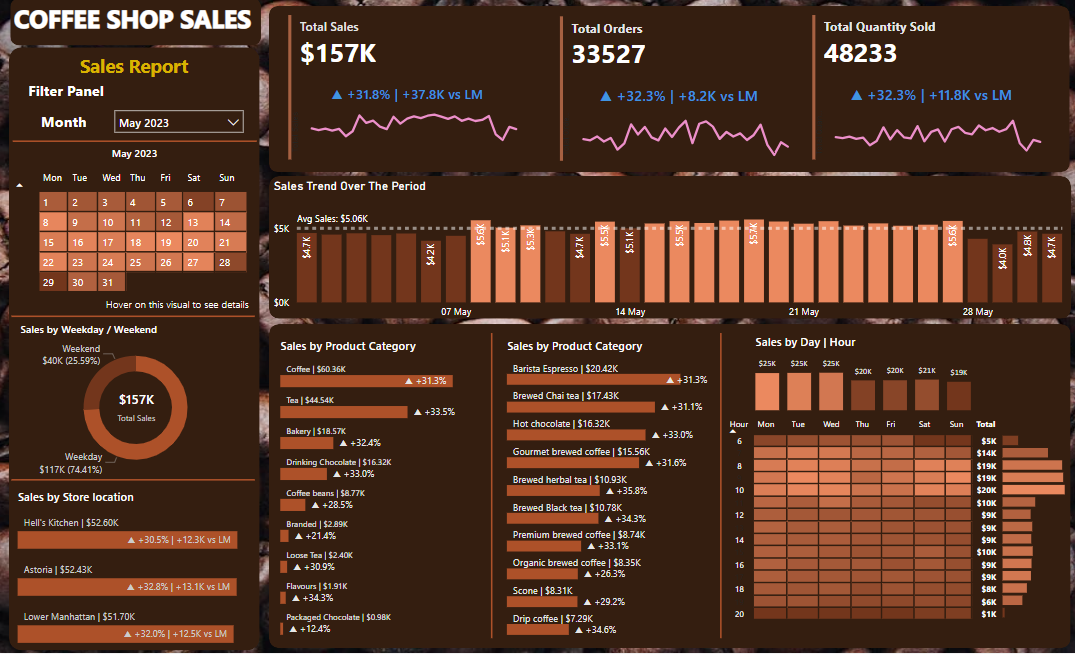 COFFEE SHOP SALES
Sales Report
Filter Panel
Month
May 2023
May 2023
Mon Tue Wed Thu Fri Sat Sun
1 2 3 4 5 6 7
8 9 10 11 12 13 14
15 16 17 18 19 20 21
22 23 24 25 26 27 28
29 30 31
Hover on this visual to see details
Sales by Weekday / Weekend
Weekend
$40K (25.59%)
$157K
Total Sales
Weekday
$117K (74.41%)
Sales by Store location
Hell's Kitchen | $52.60K
▲ +30.5% | +12.3K vs LM
Astoria | $52.43K
▲ +32.8% | +13.1K vs LM
Lower Manhattan | $51.70K
▲ +32.0% | +12.5K vs LM
Total Sales
$157K
▲ +31.8% | +37.8K vs LM
Total Orders
33527
▲ +32.3% | +8.2K vs LM
Total Quantity Sold
48233
▲ +32.3% | +11.8K vs LM
Sales Trend Over The Period
Avg Sales: $5.06K
$5K
$0K
$4.7K $4.2K $5.6K $5.1K $5.3K $4.7K $5.5K $5.1K $5.5K $5.7K $5.6K $4.0K $4.8K $4.7K
07 May 14 May 21 May 28 May
Sales by Product Category
Coffee | $60.36K
▲ +31.3%
Tea | $44.54K
▲ +33.5%
Bakery | $18.57K
▲ +32.4%
Drinking Chocolate | $16.32K
▲ +33.0%
Coffee beans | $8.77K
▲ +28.5%
Branded | $2.89K
▲ +21.4%
Loose Tea | $2.40K
▲ +30.9%
Flavours | $1.91K
▲ +34.3%
Packaged Chocolate | $0.98K
▲ +12.4%
Sales by Product Category
Barista Espresso | $20.42K
▲ +31.3%
Brewed Chai tea | $17.43K
▲ +31.1%
Hot chocolate | $16.32K
▲ +33.0%
Gourmet brewed coffee | $15.56K
▲ +31.6%
Brewed herbal tea | $10.93K
▲ +35.8%
Brewed Black tea | $10.78K
▲ +34.3%
Premium brewed coffee | $8.74K
▲ +33.1%
Organic brewed coffee | $8.35K
▲ +26.3%
Scone | $8.31K
▲ +29.2%
Drip coffee | $7.29K
▲ +34.6%
Sales by Day | Hour
$25K $25K $25K $20K $20K $21K $19K
Hour Mon Tue Wed Thu Fri Sat Sun Total
6 $5K
$14K
8 $19K
$19K
10 $20K
$10K
12 $9K
$9K
14 $9K
$10K
16 $9K
$9K
18 $8K
$6K
20 $1K